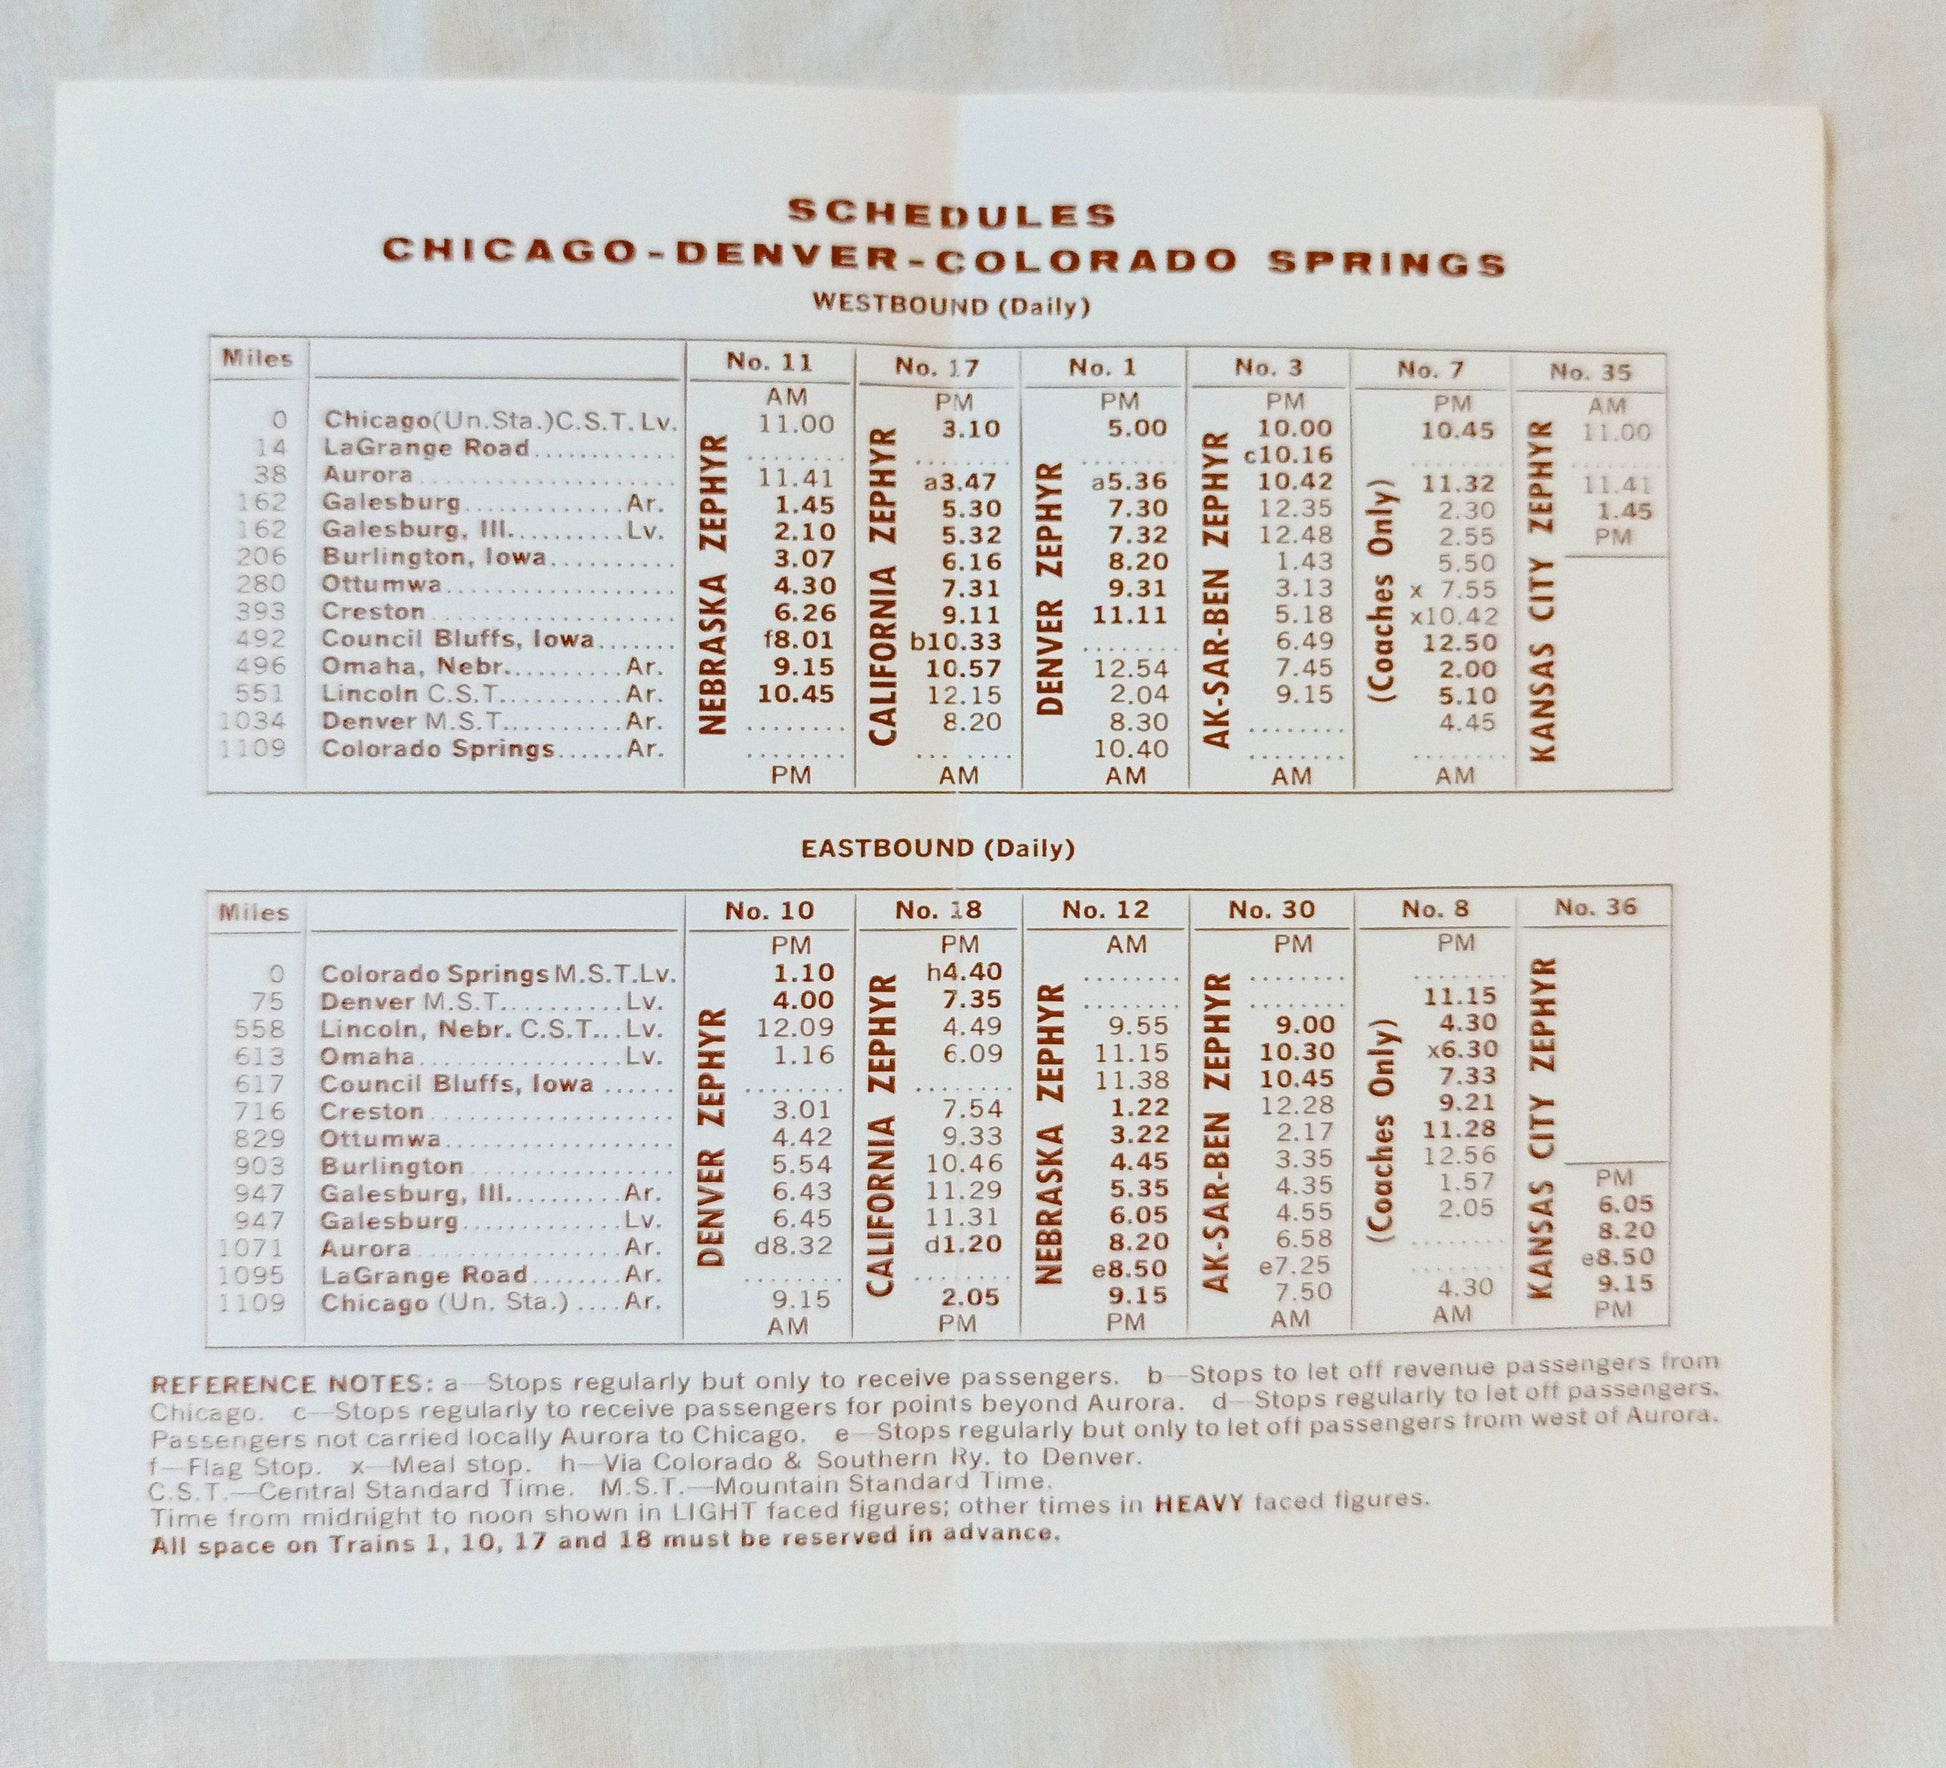 SCHEDULES
CHICAGO-DENVER-COLORADO SPRINGS
WESTBOUND (Daily)
Miles No. 11 No. 17 No. 1 No. 3 No. 7 No. 35
NEBRASKA ZEPHYR CALIFORNIA ZEPHYR DENVER ZEPHYR AK-SAR-BEN ZEPHYR (Coaches Only) KANSAS CITY ZEPHYR
AM PM PM PM PM AM
0 Chicago(Un.Sta.)C.S.T. Lv. 11.00 3.10 5.00 10.00 10.45 11.00
14 LaGrange Road............ ........ ........ ........ c10.16 ........ ........
38 Aurora.................... 11.41 a3.47 a5.36 10.42 11.32 11.41
162 Galesburg.............Ar. 1.45 5.30 7.30 12.35 2.30 1.45
162 Galesburg, Ill..........Lv. 2.10 5.32 7.32 12.48 2.55 PM
206 Burlington, Iowa.......... 3.07 6.16 8.20 1.43 5.50
280 Ottumwa.................. 4.30 7.31 9.31 3.13 x 7.55
393 Creston................... 6.26 9.11 11.11 5.18 x10.42
492 Council Bluffs, Iowa....... f8.01 b10.33 ........ 6.49 12.50
496 Omaha, Nebr..........Ar. 9.15 10.57 12.54 7.45 2.00
551 Lincoln C.S.T..........Ar. 10.45 12.15 2.04 9.15 5.10
1034 Denver M.S.T..........Ar. ........ 8.20 8.30 ........ 4.45
1109 Colorado Springs......Ar. ........ ........ 10.40 ........ ........
PM AM AM AM AM
EASTBOUND (Daily)
Miles No. 10 No. 18 No. 12 No. 30 No. 8 No. 36
DENVER ZEPHYR CALIFORNIA ZEPHYR NEBRASKA ZEPHYR AK-SAR-BEN ZEPHYR (Coaches Only) KANSAS CITY ZEPHYR
PM PM AM PM PM
0 Colorado Springs M.S.T.Lv. 1.10 h4.40 ........ ........ ........
75 Denver M.S.T..........Lv. 4.00 7.35 ........ ........ 11.15
558 Lincoln, Nebr. C.S.T...Lv. 12.09 4.49 9.55 9.00 4.30
613 Omaha.................Lv. 1.16 6.09 11.15 10.30 x6.30
617 Council Bluffs, Iowa ...... ........ ........ 11.38 10.45 7.33
716 Creston................... 3.01 7.54 1.22 12.28 9.21
829 Ottumwa.................. 4.42 9.33 3.22 2.17 11.28
903 Burlington................ 5.54 10.46 4.45 3.35 12.56
947 Galesburg, Ill..........Ar. 6.43 11.29 5.35 4.35 1.57 PM
947 Galesburg.............Lv. 6.45 11.31 6.05 4.55 2.05 6.05
1071 Aurora................Ar. d8.32 d1.20 8.20 6.58 ........ 8.20
1095 LaGrange Road........Ar. ........ ........ e8.50 e7.25 ........ e8.50
1109 Chicago (Un. Sta.) ....Ar. 9.15 2.05 9.15 7.50 4.30 9.15
AM PM PM AM AM PM
REFERENCE NOTES: a—Stops regularly but only to receive passengers. b—Stops to let off revenue passengers from
Chicago. c—Stops regularly to receive passengers for points beyond Aurora. d—Stops regularly to let off passengers.
Passengers not carried locally Aurora to Chicago. e—Stops regularly but only to let off passengers from west of Aurora.
f—Flag Stop. x—Meal stop. h—Via Colorado & Southern Ry. to Denver.
C.S.T.—Central Standard Time. M.S.T.—Mountain Standard Time.
Time from midnight to noon shown in LIGHT faced figures; other times in HEAVY faced figures.
All space on Trains 1, 10, 17 and 18 must be reserved in advance.